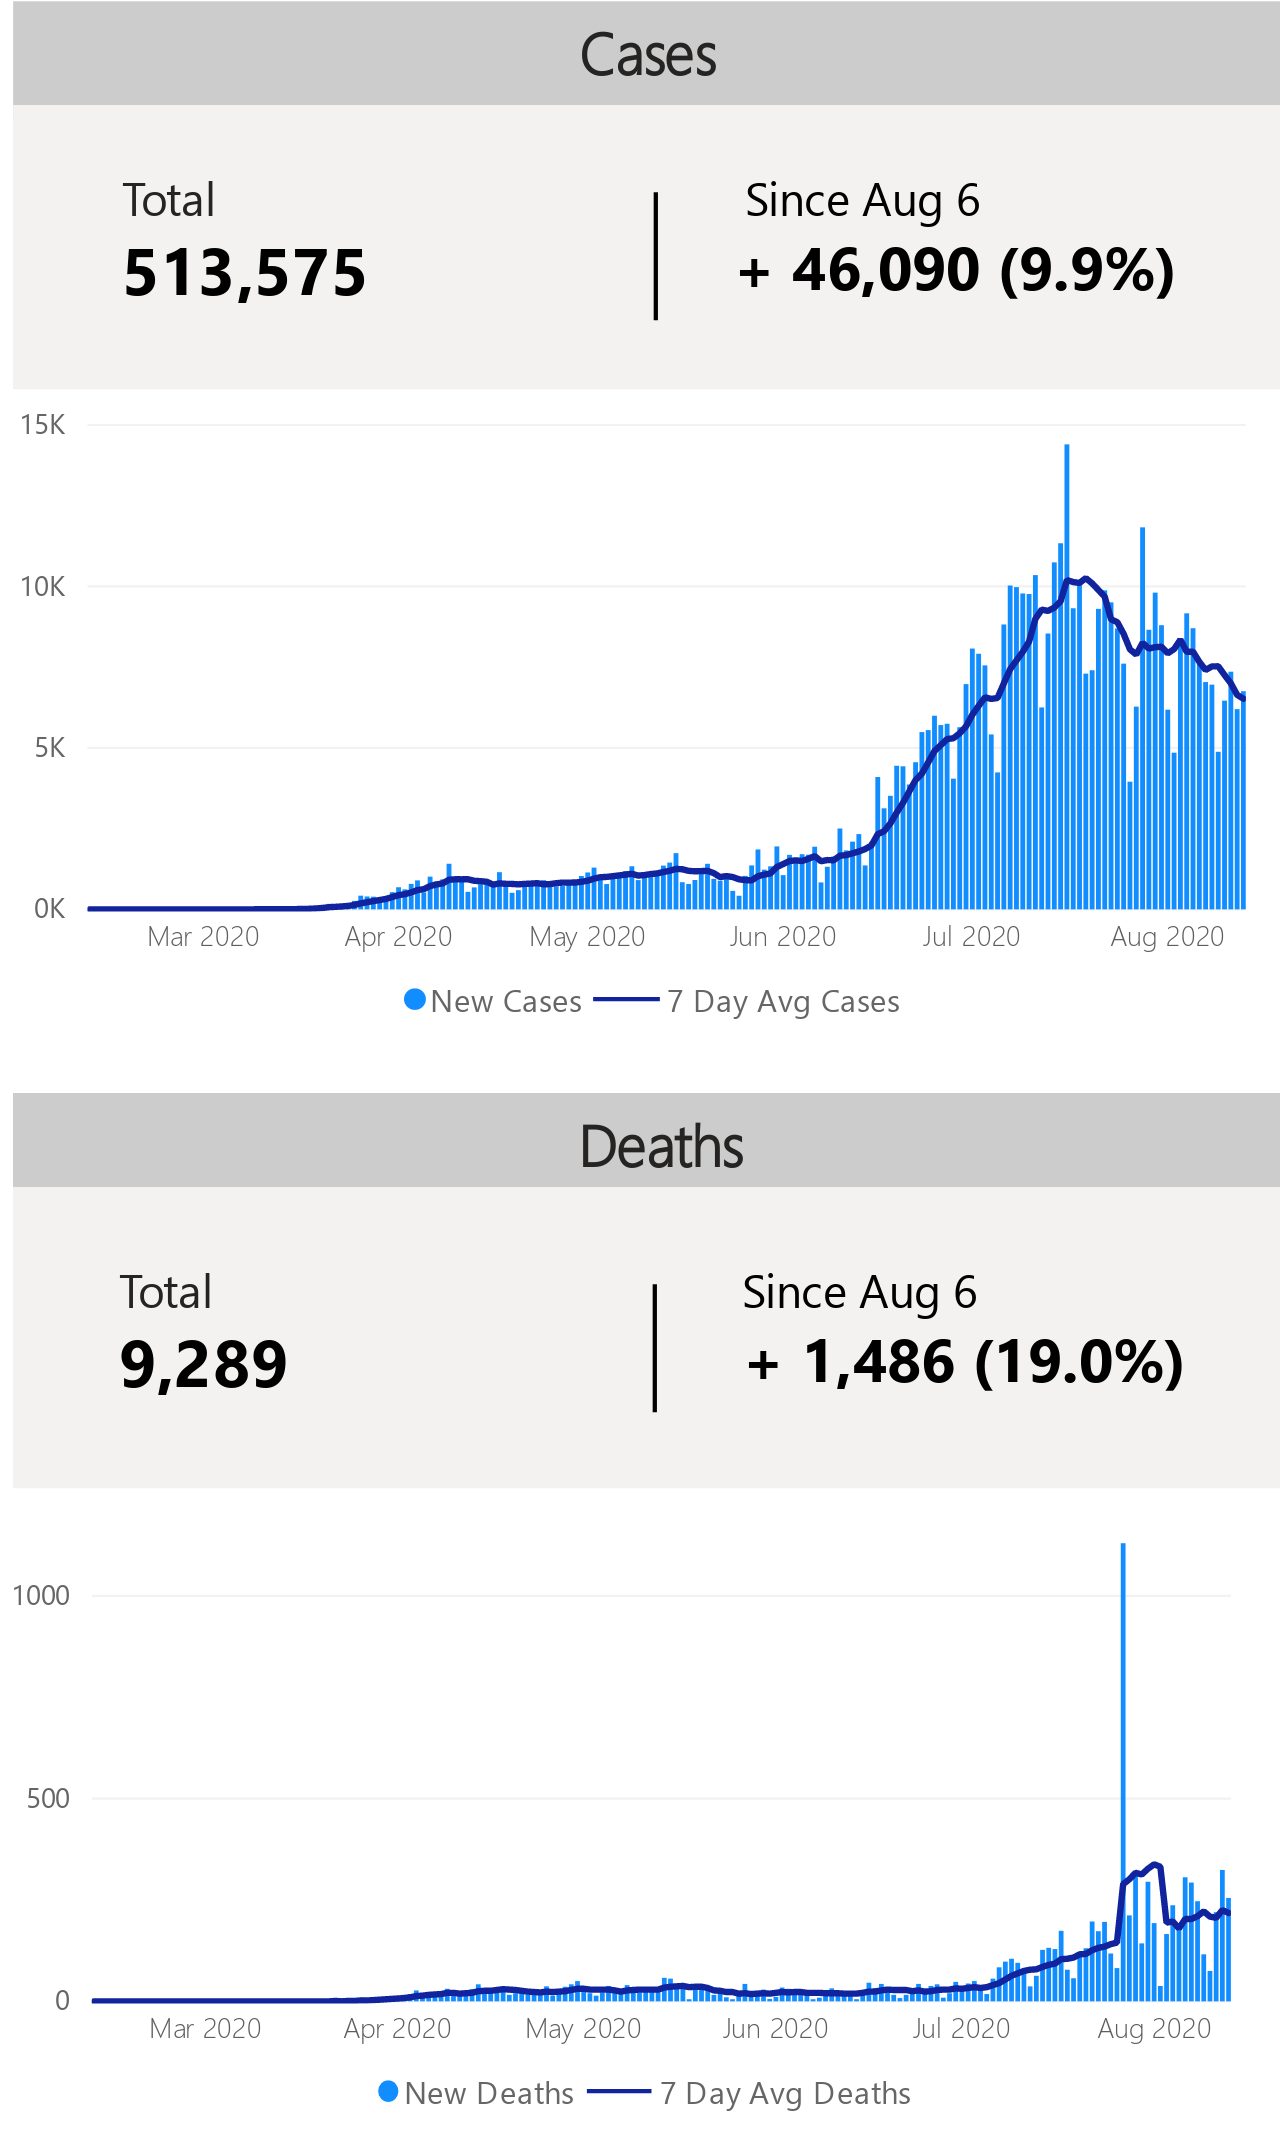 Cases
Total
Since Aug 6
513,575
+ 46,090 (9.9%)
15K
10K
5K
0K
Mar 2020 Apr 2020 May 2020 Jun 2020 Jul 2020 Aug 2020
New Cases 7 Day Avg Cases
Deaths
Total
Since Aug 6
9,289
+ 1,486 (19.0%)
1000
500
0
Mar 2020 Apr 2020 May 2020 Jun 2020 Jul 2020 Aug 2020
New Deaths 7 Day Avg Deaths